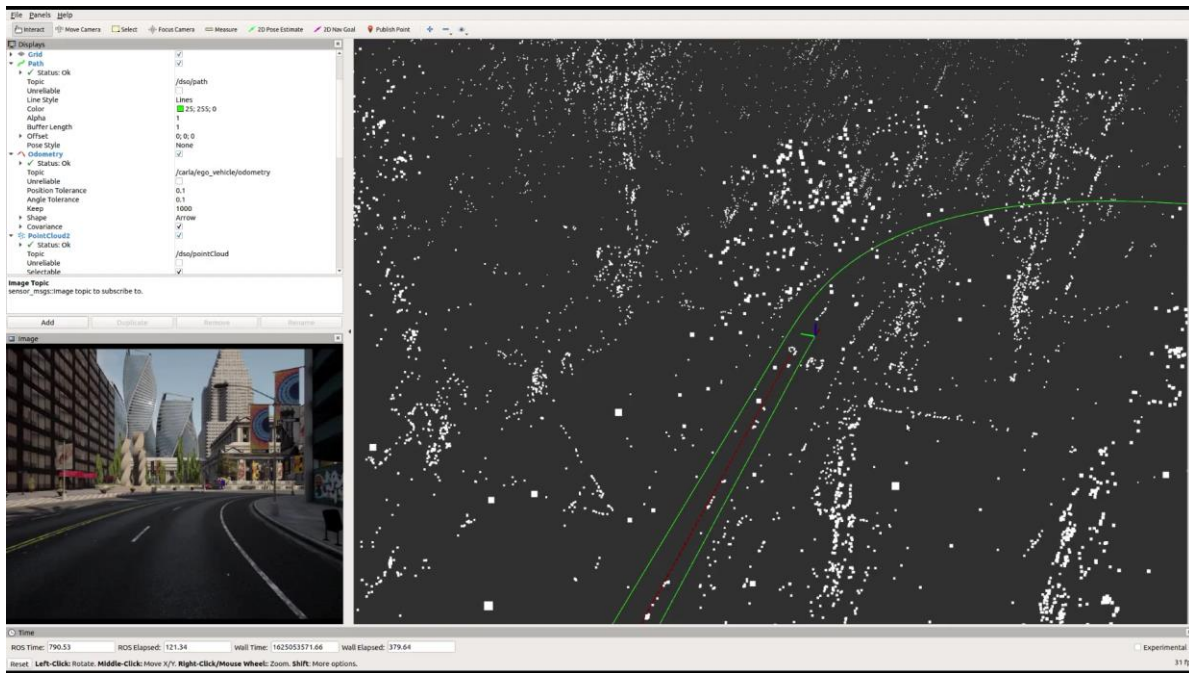 File Panels Help
Interact Move Camera Select Focus Camera Measure 2D Pose Estimate 2D Nav Goal Publish Point
Displays
Grid
Path
Status: Ok
Topic /dso/path
Unreliable
Line Style Lines
Color 25; 255; 0
Alpha 1
Buffer Length 1
Offset 0; 0; 0
Pose Style None
Odometry
Status: Ok
Topic /carla/ego_vehicle/odometry
Unreliable
Position Tolerance 0.1
Angle Tolerance 0.1
Keep 1000
Shape Arrow
Covariance
PointCloud2
Status: Ok
Topic /dso/pointCloud
Unreliable
Selectable
Image Topic
sensor_msgs::Image topic to subscribe to.
Add Duplicate Remove Rename
Image
Time
ROS Time: 790.53 ROS Elapsed: 121.34 Wall Time: 1625053571.66 Wall Elapsed: 379.64 Experimental
Reset Left-Click: Rotate. Middle-Click: Move X/Y. Right-Click/Mouse Wheel: Zoom. Shift: More options. 31 fp